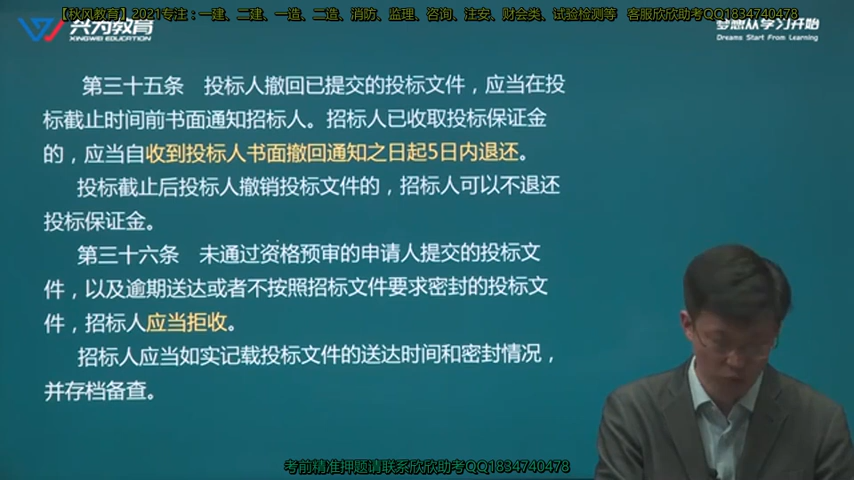 【秋风教育】2021专注：一建、二建、一造、二造、消防、监理、咨询、注安、财会类、试验检测等 客服欣欣助考QQ1834740478
兴为教育
XINGWEI EDUCATION
梦想从学习开始
Dreams Start From Learning
第三十五条 投标人撤回已提交的投标文件，应当在投
标截止时间前书面通知招标人。招标人已收取投标保证金
的，应当自收到投标人书面撤回通知之日起5日内退还。
投标截止后投标人撤销投标文件的，招标人可以不退还
投标保证金。
第三十六条 未通过资格预审的申请人提交的投标文
件，以及逾期送达或者不按照招标文件要求密封的投标文
件，招标人应当拒收。
招标人应当如实记载投标文件的送达时间和密封情况，
并存档备查。
考前精准押题请联系欣欣助考QQ1834740478